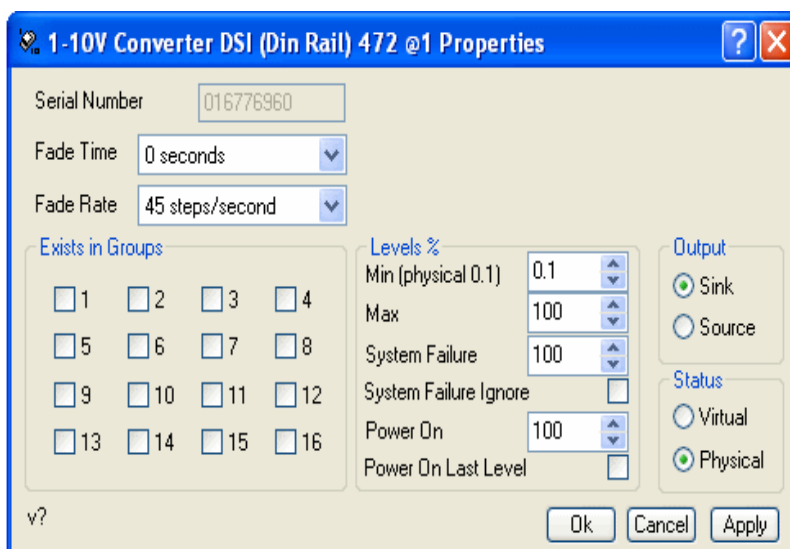 1-10V Converter DSI (Din Rail) 472 @1 Properties
Serial Number 016776960
Fade Time 0 seconds
Fade Rate 45 steps/second
Exists in Groups
1 2 3 4
5 6 7 8
9 10 11 12
13 14 15 16
Levels %
Min (physical 0.1) 0.1
Max 100
System Failure 100
System Failure Ignore
Power On 100
Power On Last Level
Output
Sink
Source
Status
Virtual
Physical
v?
Ok Cancel Apply